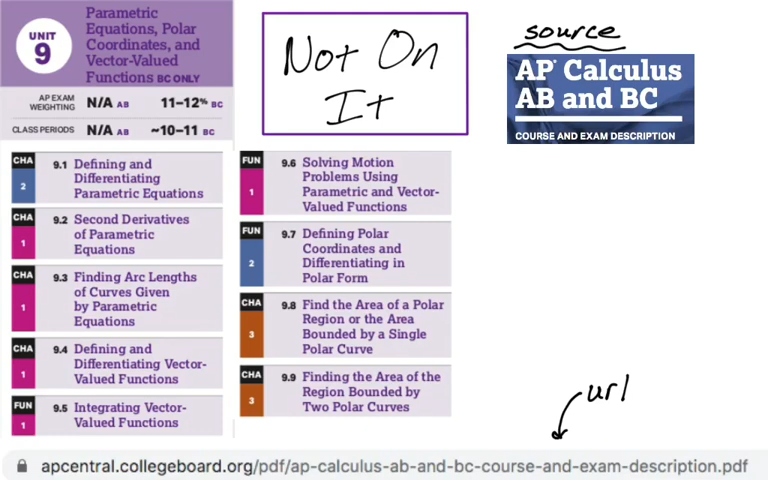 UNIT
9
Parametric
Equations, Polar
Coordinates, and
Vector-Valued
Functions BC ONLY
AP EXAM
WEIGHTING N/A AB 11–12% BC
CLASS PERIODS N/A AB ~10–11 BC
CHA
2
9.1 Defining and
Differentiating
Parametric Equations
CHA
1
9.2 Second Derivatives
of Parametric
Equations
CHA
1
9.3 Finding Arc Lengths
of Curves Given
by Parametric
Equations
CHA
1
9.4 Defining and
Differentiating Vector-
Valued Functions
FUN
1
9.5 Integrating Vector-
Valued Functions
FUN
1
9.6 Solving Motion
Problems Using
Parametric and Vector-
Valued Functions
FUN
2
9.7 Defining Polar
Coordinates and
Differentiating in
Polar Form
CHA
3
9.8 Find the Area of a Polar
Region or the Area
Bounded by a Single
Polar Curve
CHA
3
9.9 Finding the Area of the
Region Bounded by
Two Polar Curves
Not On
It
source
AP® Calculus
AB and BC
COURSE AND EXAM DESCRIPTION
url
apcentral.collegeboard.org/pdf/ap-calculus-ab-and-bc-course-and-exam-description.pdf